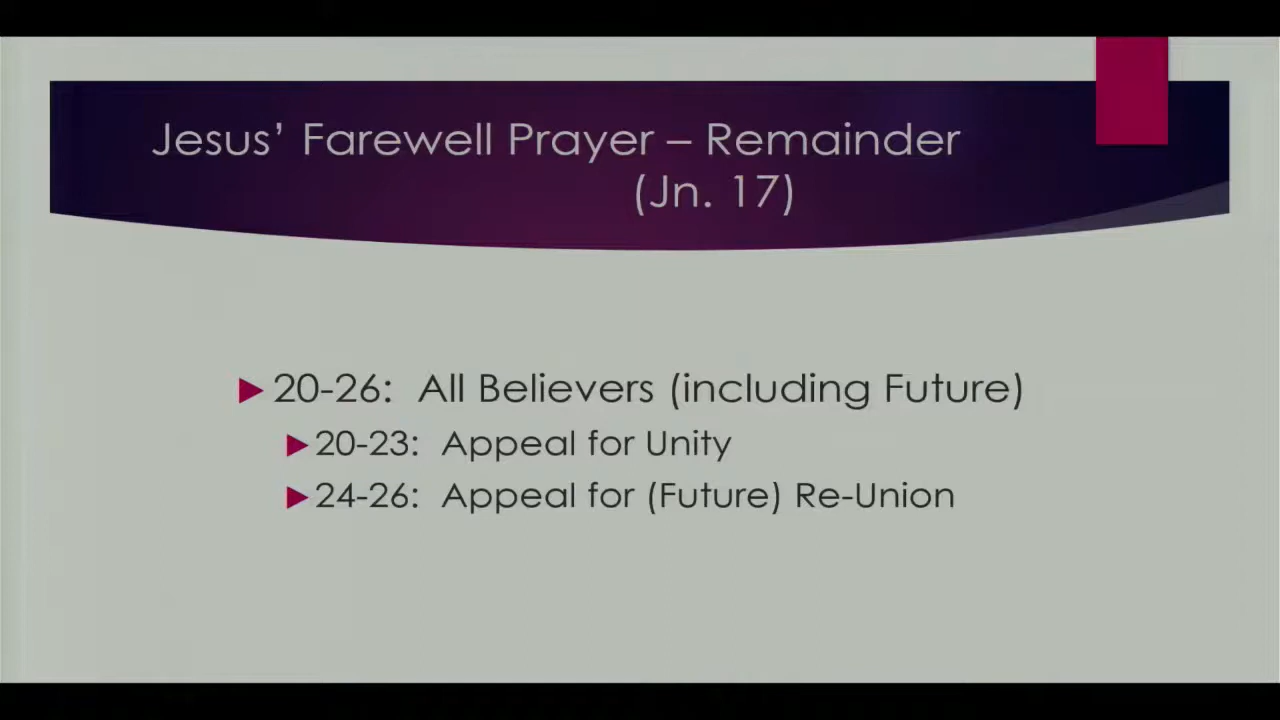 Jesus’ Farewell Prayer – Remainder
(Jn. 17)
20-26: All Believers (including Future)
20-23: Appeal for Unity
24-26: Appeal for (Future) Re-Union